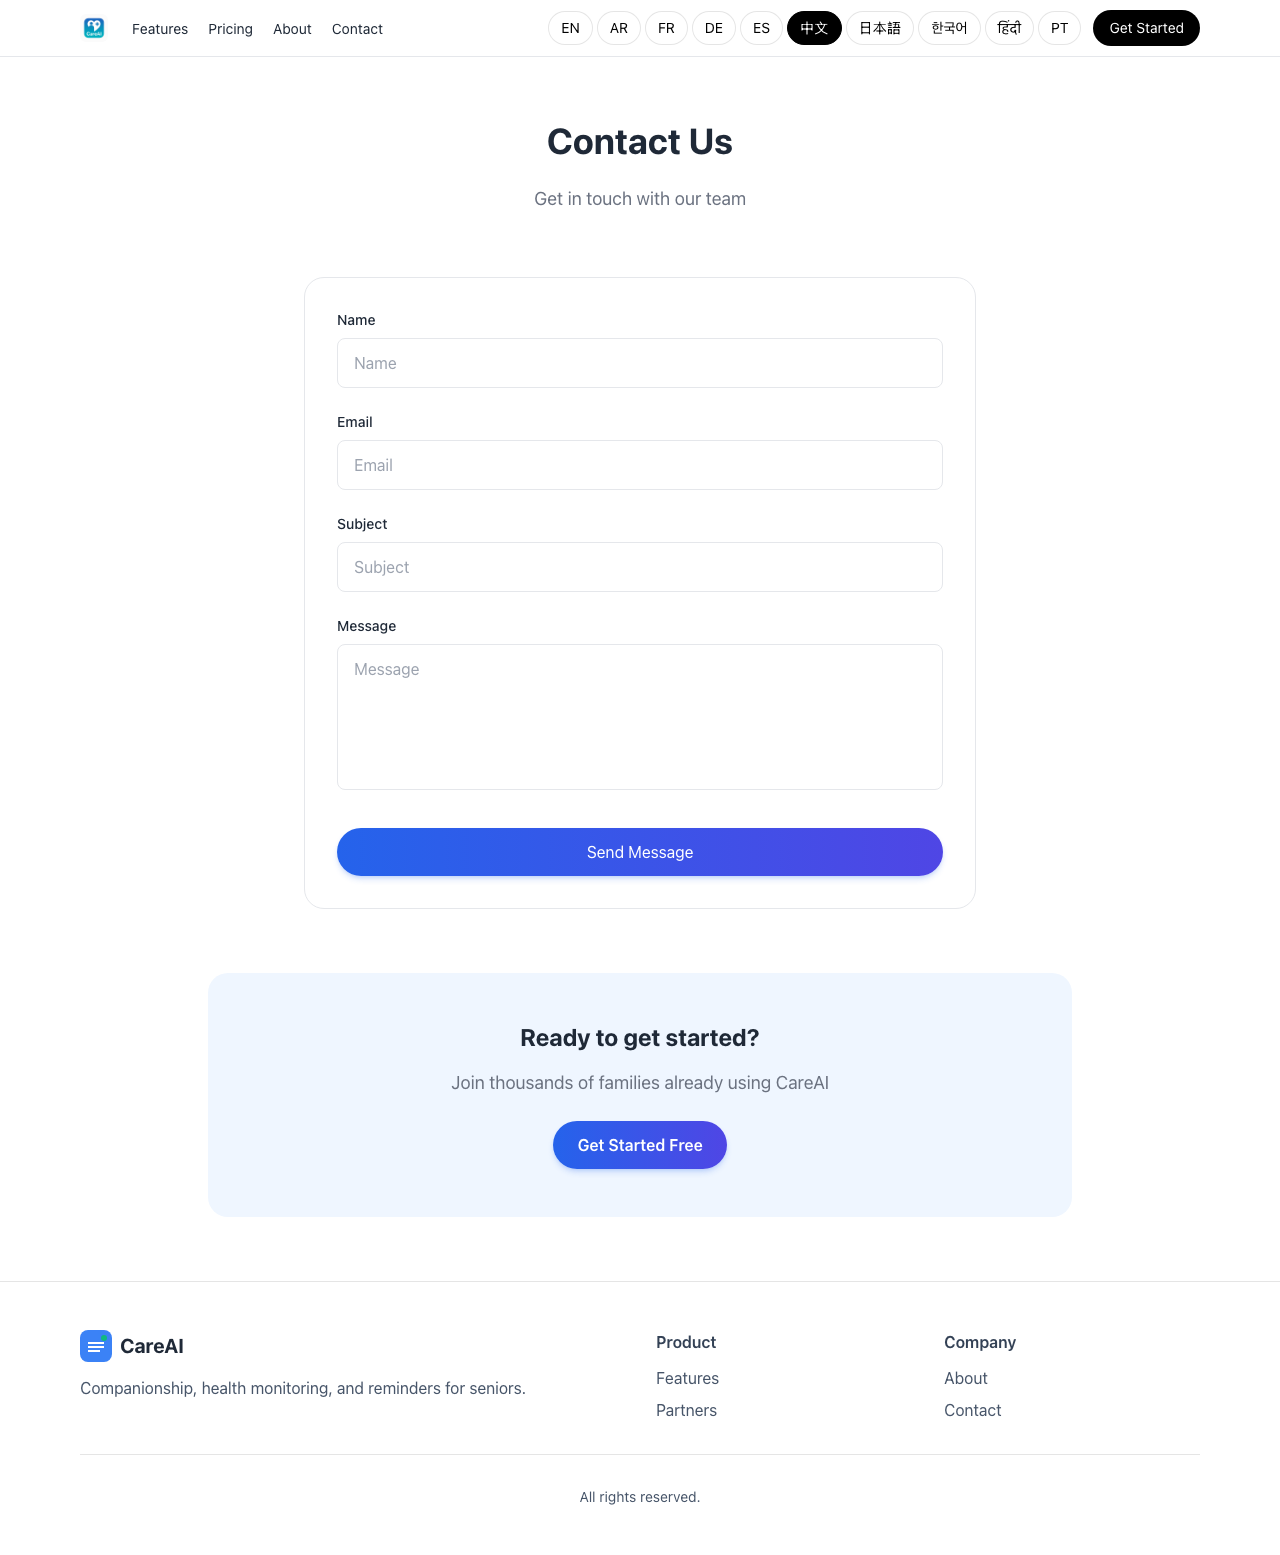 CareAI
Features
Pricing
About
Contact
EN
AR
FR
DE
ES
中文
日本語
한국어
हिंदी
PT
Get Started
Contact Us
Get in touch with our team
Name
Name
Email
Email
Subject
Subject
Message
Message
Send Message
Ready to get started?
Join thousands of families already using CareAI
Get Started Free
CareAI
Companionship, health monitoring, and reminders for seniors.
Product
Features
Partners
Company
About
Contact
All rights reserved.